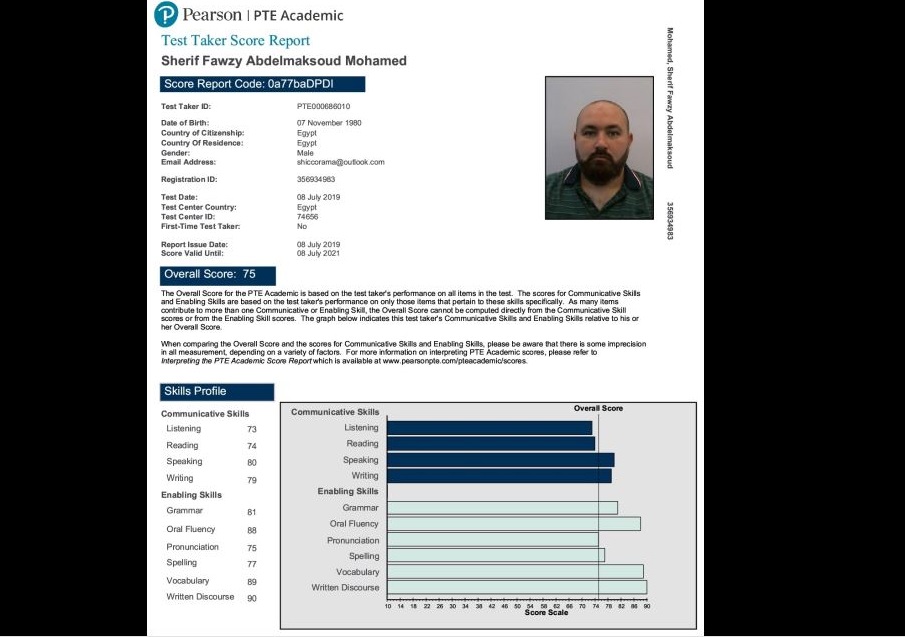 Pearson | PTE Academic
Test Taker Score Report
Sherif Fawzy Abdelmaksoud Mohamed
Score Report Code: 0a77baDPDI
Test Taker ID: PTE000686010
Date of Birth: 07 November 1980
Country of Citizenship: Egypt
Country Of Residence: Egypt
Gender: Male
Email Address: shiccorama@outlook.com
Registration ID: 356934983
Test Date: 08 July 2019
Test Center Country: Egypt
Test Center ID: 74656
First-Time Test Taker: No
Report Issue Date: 08 July 2019
Score Valid Until: 08 July 2021
Mohamed, Sherif Fawzy Abdelmaksoud 356934983
Overall Score: 75
The Overall Score for the PTE Academic is based on the test taker's performance on all items in the test. The scores for Communicative Skills
and Enabling Skills are based on the test taker's performance on only those items that pertain to these skills specifically. As many items
contribute to more than one Communicative or Enabling Skill, the Overall Score cannot be computed directly from the Communicative Skill
scores or from the Enabling Skill scores. The graph below indicates this test taker's Communicative Skills and Enabling Skills relative to his or
her Overall Score.
When comparing the Overall Score and the scores for Communicative Skills and Enabling Skills, please be aware that there is some imprecision
in all measurement, depending on a variety of factors. For more information on interpreting PTE Academic scores, please refer to
Interpreting the PTE Academic Score Report which is available at www.pearsonpte.com/pteacademic/scores.
Skills Profile
Communicative Skills
Listening 73
Reading 74
Speaking 80
Writing 79
Enabling Skills
Grammar 81
Oral Fluency 88
Pronunciation 75
Spelling 77
Vocabulary 89
Written Discourse 90
Overall Score
Communicative Skills
Listening
Reading
Speaking
Writing
Enabling Skills
Grammar
Oral Fluency
Pronunciation
Spelling
Vocabulary
Written Discourse
10 14 18 22 26 30 34 38 42 46 50 54 58 62 66 70 74 78 82 86 90
Score Scale